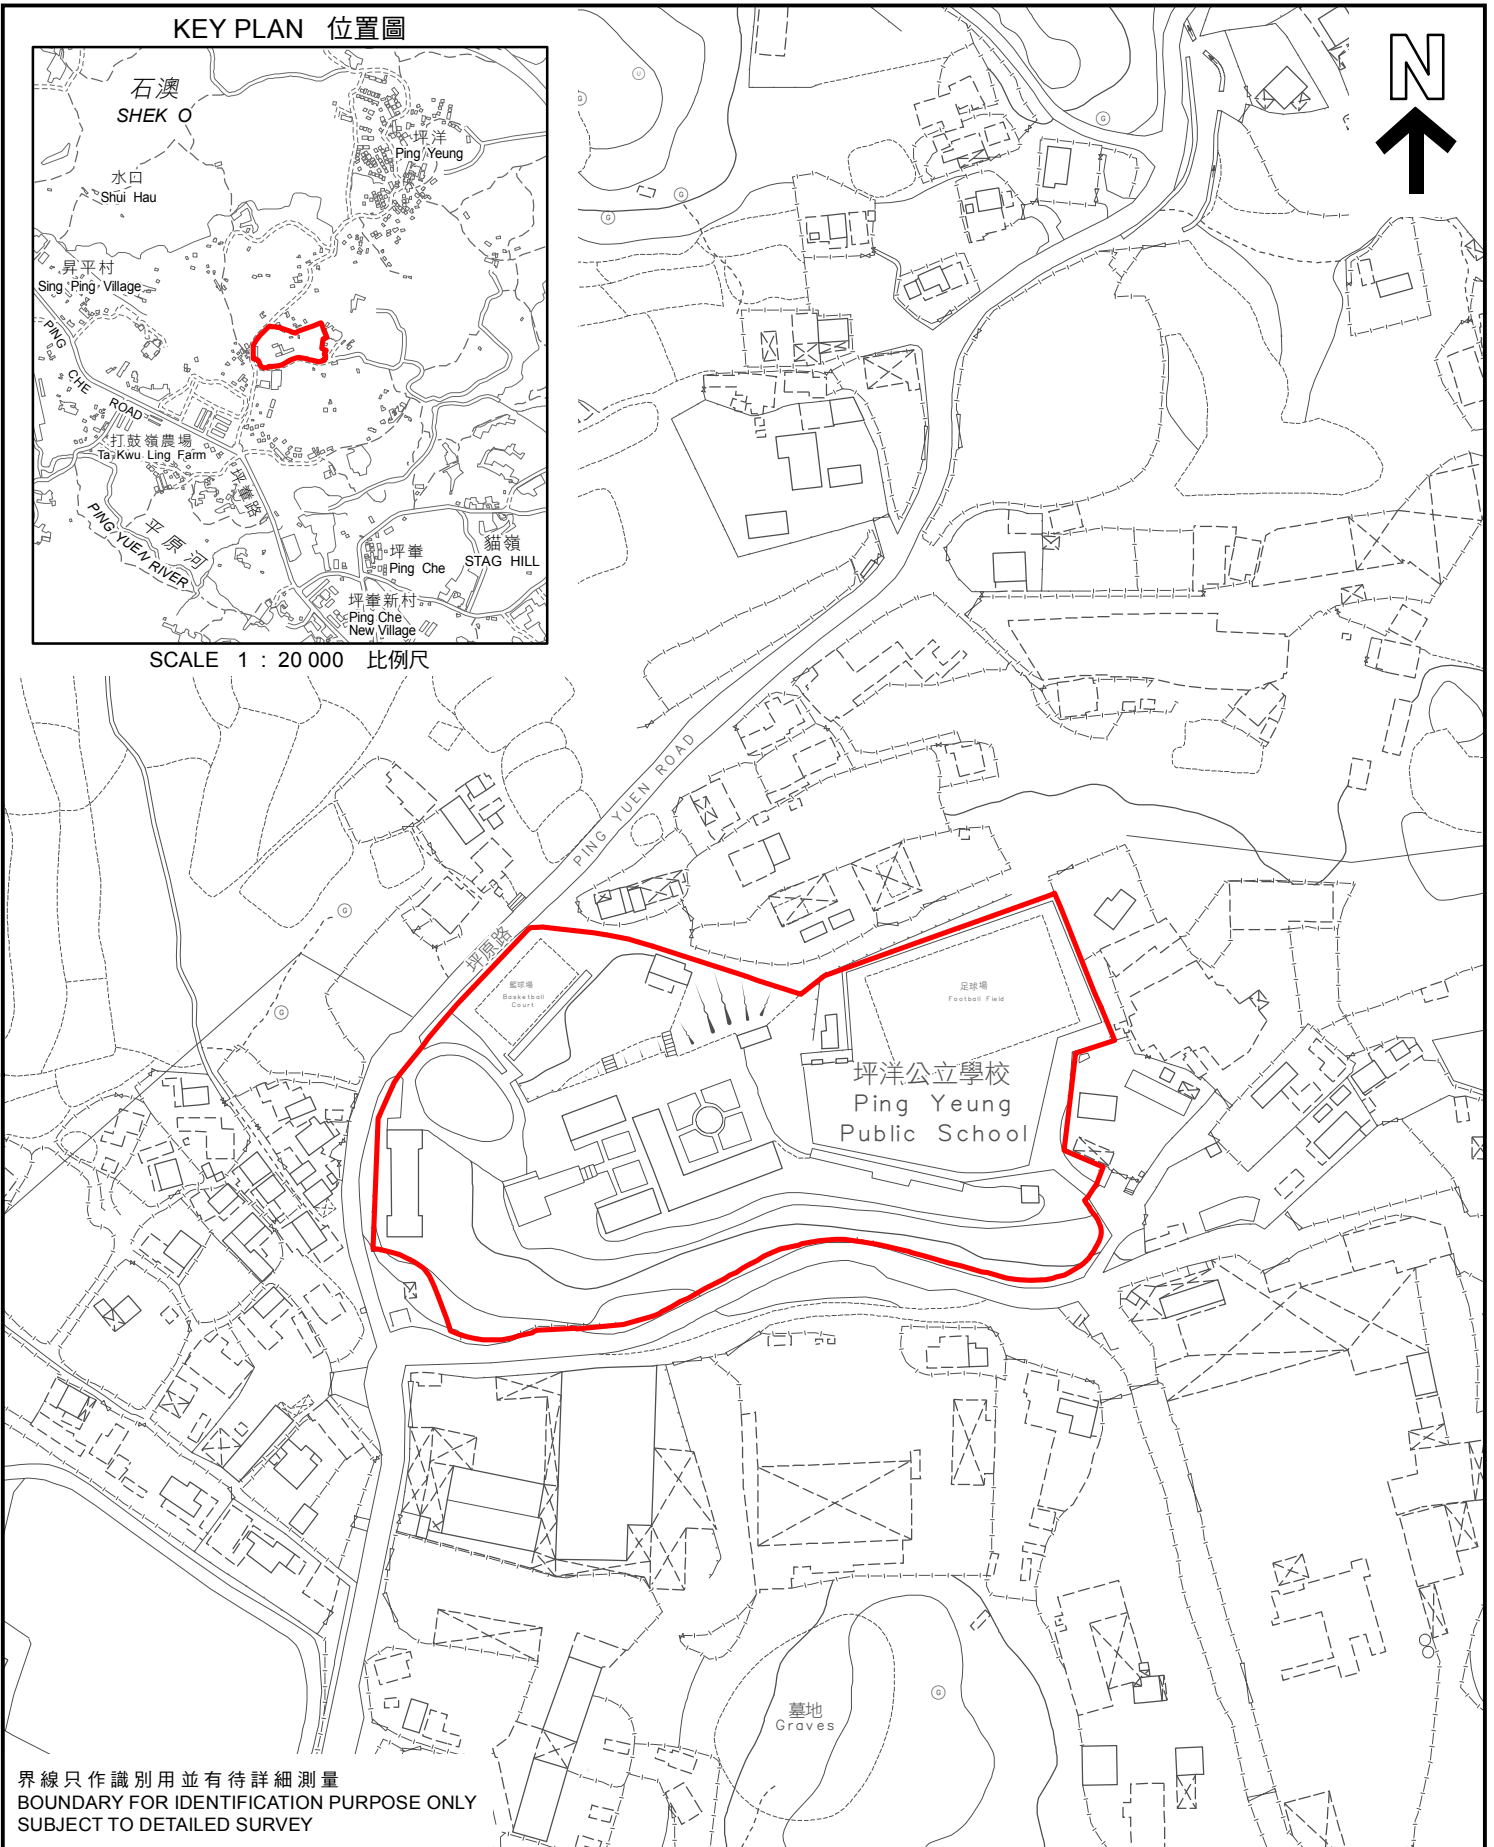 KEY PLAN 位置圖
N
石澳
SHEK O
坪洋
Ping Yeung
水口
Shui Hau
昇平村
Sing Ping Village
PING CHE ROAD
打鼓嶺農場
Ta Kwu Ling Farm
坪輋路
平原河
PING YUEN RIVER
坪輋
Ping Che
貓嶺
STAG HILL
坪輋新村
Ping Che
New Village
SCALE 1 : 20 000 比例尺
U
G
G
G
G
PING YUEN ROAD
坪原路
G
G
籃球場
Basketball
Court
足球場
Football Field
坪洋公立學校
Ping Yeung
Public School
G
墓地
Graves
界線只作識別用並有待詳細測量
BOUNDARY FOR IDENTIFICATION PURPOSE ONLY
SUBJECT TO DETAILED SURVEY